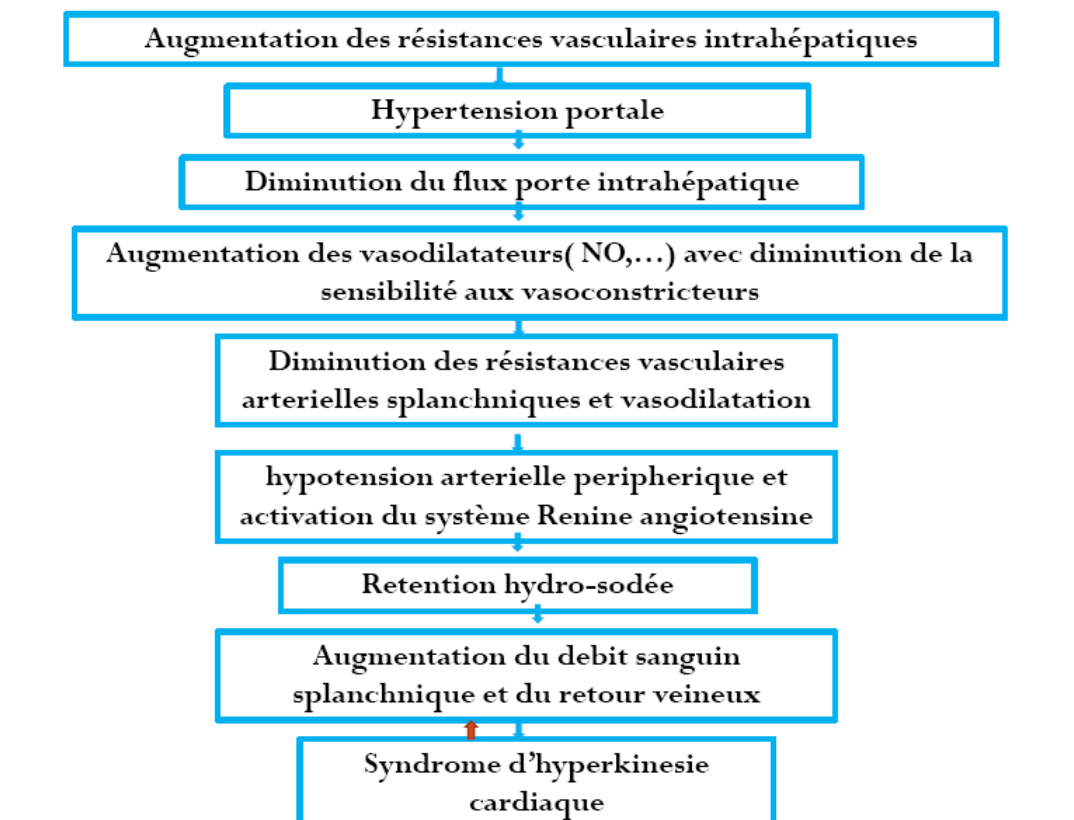 Augmentation des résistances vasculaires intrahépatiques
Hypertension portale
Diminution du flux porte intrahépatique
Augmentation des vasodilatateurs( NO,...) avec diminution de la
sensibilité aux vasoconstricteurs
Diminution des résistances vasculaires
arterielles splanchniques et vasodilatation
hypotension arterielle peripherique et
activation du système Renine angiotensine
Retention hydro-sodée
Augmentation du debit sanguin
splanchnique et du retour veineux
Syndrome d'hyperkinesie
cardiaque